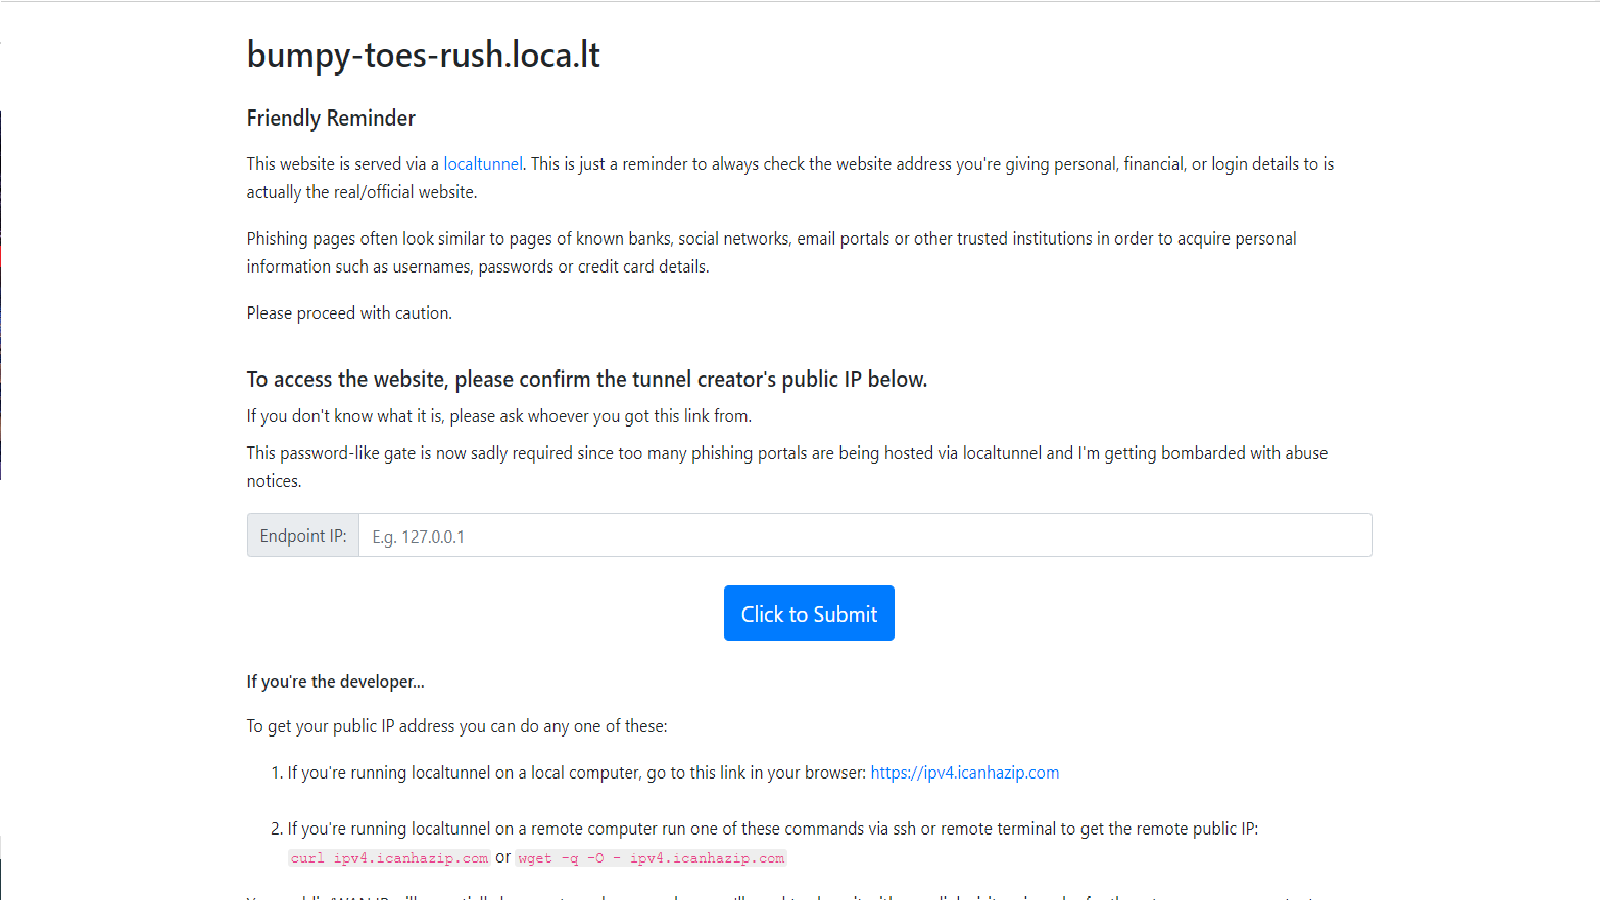 bumpy-toes-rush.loca.lt
Friendly Reminder
This website is served via a localtunnel. This is just a reminder to always check the website address you're giving personal, financial, or login details to is
actually the real/official website.
Phishing pages often look similar to pages of known banks, social networks, email portals or other trusted institutions in order to acquire personal
information such as usernames, passwords or credit card details.
Please proceed with caution.
To access the website, please confirm the tunnel creator's public IP below.
If you don't know what it is, please ask whoever you got this link from.
This password-like gate is now sadly required since too many phishing portals are being hosted via localtunnel and I'm getting bombarded with abuse
notices.
Endpoint IP: E.g. 127.0.0.1
Click to Submit
If you're the developer...
To get your public IP address you can do any one of these:
1. If you're running localtunnel on a local computer, go to this link in your browser: https://ipv4.icanhazip.com
2. If you're running localtunnel on a remote computer run one of these commands via ssh or remote terminal to get the remote public IP:
curl ipv4.icanhazip.com or wget -q -O - ipv4.icanhazip.com